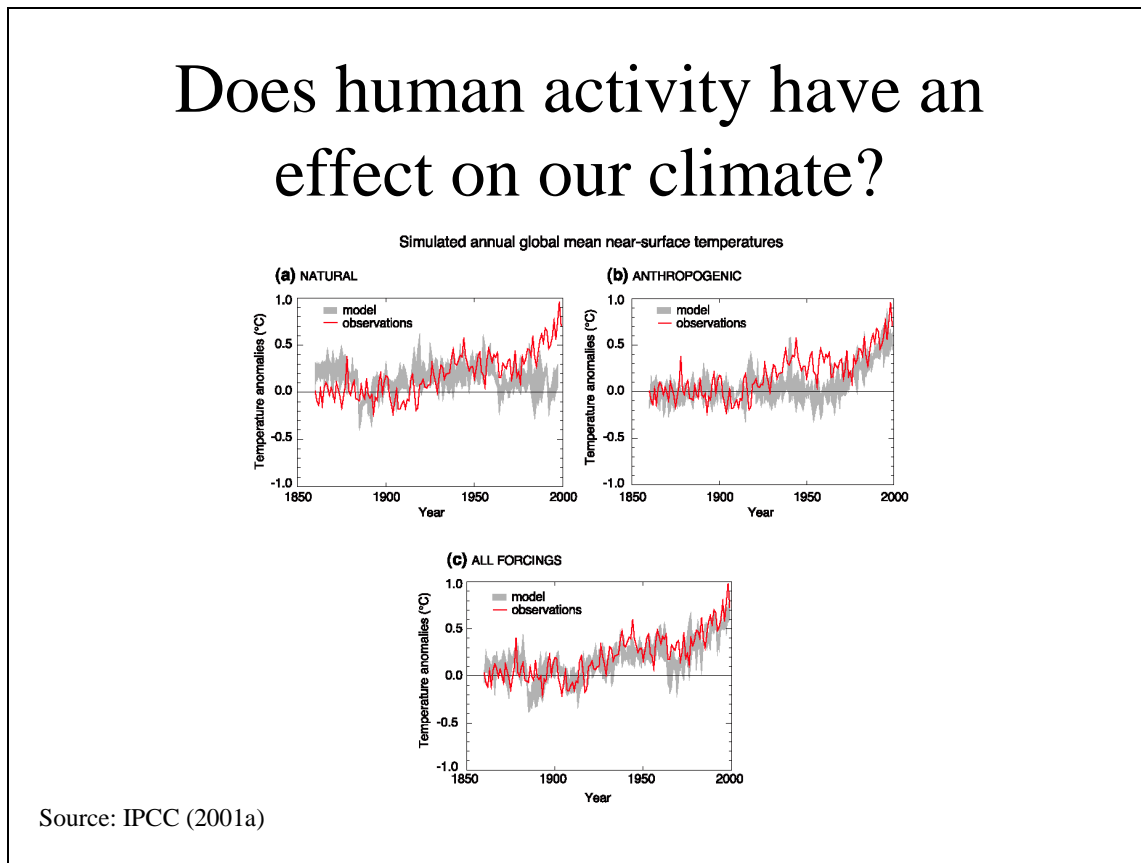 Does human activity have an
effect on our climate?
Simulated annual global mean near-surface temperatures
(a) NATURAL
model
observations
Temperature anomalies (°C)
1.0
0.5
0.0
-0.5
-1.0
1850 1900 1950 2000
Year
(b) ANTHROPOGENIC
model
observations
Temperature anomalies (°C)
1.0
0.5
0.0
-0.5
-1.0
1850 1900 1950 2000
Year
(c) ALL FORCINGS
model
observations
Temperature anomalies (°C)
1.0
0.5
0.0
-0.5
-1.0
1850 1900 1950 2000
Year
Source: IPCC (2001a)